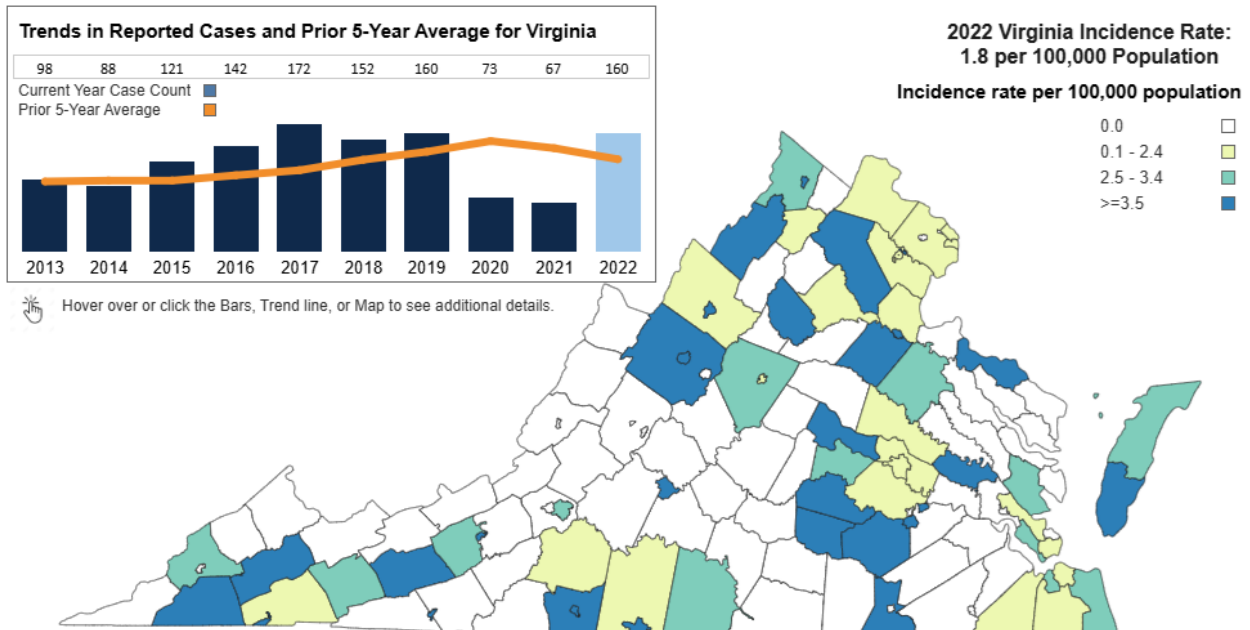 Trends in Reported Cases and Prior 5-Year Average for Virginia
98 88 121 142 172 152 160 73 67 160
Current Year Case Count
Prior 5-Year Average
2013 2014 2015 2016 2017 2018 2019 2020 2021 2022
Hover over or click the Bars, Trend line, or Map to see additional details.
2022 Virginia Incidence Rate:
1.8 per 100,000 Population
Incidence rate per 100,000 population
0.0
0.1 - 2.4
2.5 - 3.4
>=3.5